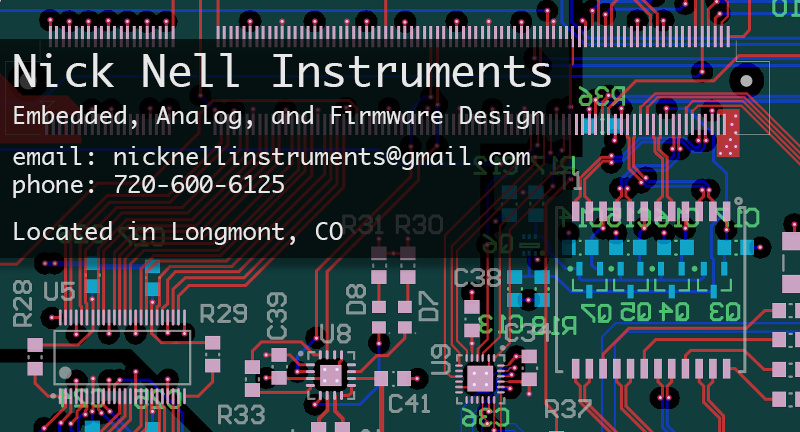 Nick Nell Instruments
Embedded, Analog, and Firmware Design
email: nicknellinstruments@gmail.com
phone: 720-600-6125
Located in Longmont, CO
R36
R31 R30
C38
R28
U5
R29
C39
D8
D7
U8
U9
Q7 Q5 Q4 Q3
R33
C41
C36
R37